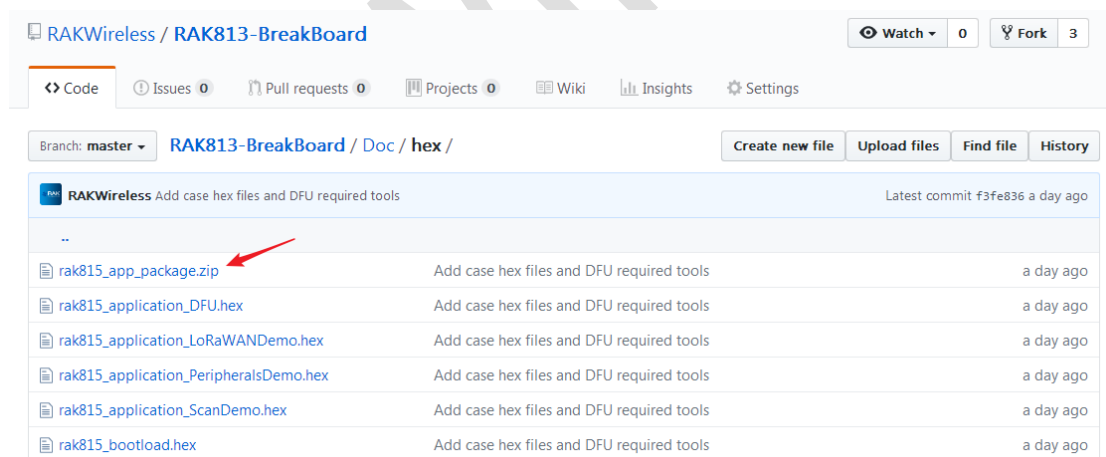 RAKWireless / RAK813-BreakBoard Watch 0 Fork 3
Code Issues 0 Pull requests 0 Projects 0 Wiki Insights Settings
Branch: master RAK813-BreakBoard / Doc / hex / Create new file Upload files Find file History
RAKWireless Add case hex files and DFU required tools Latest commit f3fe836 a day ago
..
rak815_app_package.zip Add case hex files and DFU required tools a day ago
rak815_application_DFU.hex Add case hex files and DFU required tools a day ago
rak815_application_LoRaWANDemo.hex Add case hex files and DFU required tools a day ago
rak815_application_PeripheralsDemo.hex Add case hex files and DFU required tools a day ago
rak815_application_ScanDemo.hex Add case hex files and DFU required tools a day ago
rak815_bootload.hex Add case hex files and DFU required tools a day ago